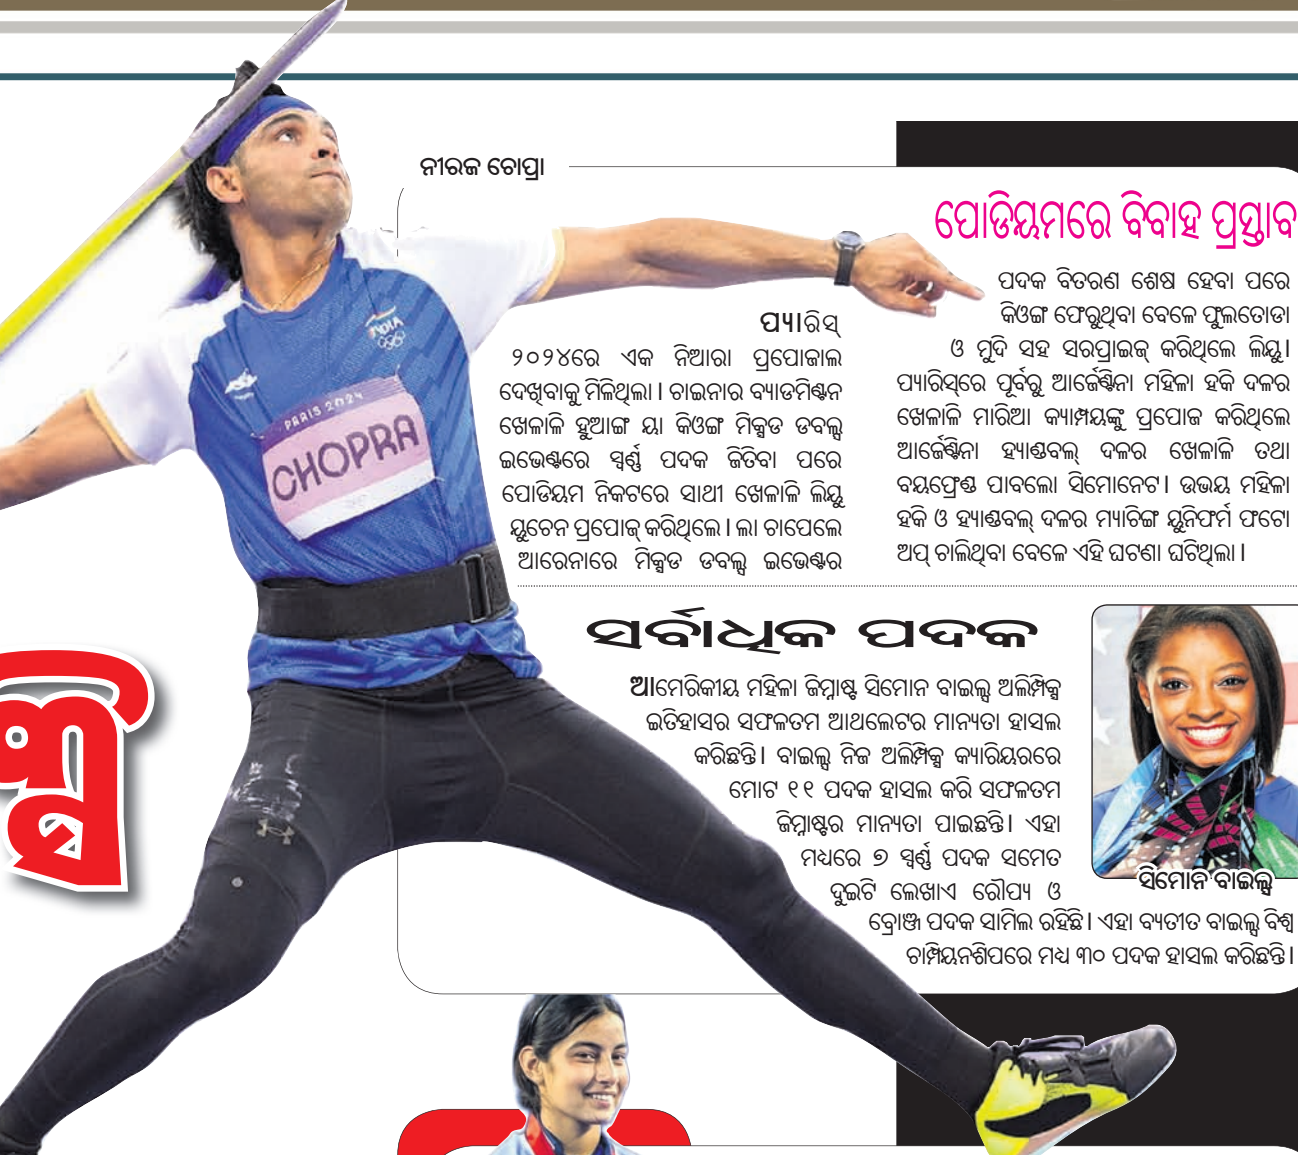 ନୀରଜ ଚୋପ୍ରା
ପୋଡିୟମରେ ବିବାହ ପ୍ରସ୍ତାବ
ପ୍ୟାରିସ୍
୨୦୨୪ରେ ଏକ ନିଆରା ପ୍ରପୋଜାଲ
ଦେଖିବାକୁ ମିଳିଥିଲା । ଚାଇନାର ବ୍ୟାଡମିଣ୍ଟନ
ଖେଳାଳି ହୁଆଙ୍ଗ ୟା କିଓଙ୍ଗ ମିକ୍ସଡ ଡବଲ୍ସ
ଇଭେଣ୍ଟରେ ସ୍ୱର୍ଣ୍ଣ ପଦକ ଜିତିବା ପରେ
ପୋଡିୟମ ନିକଟରେ ସାଥୀ ଖେଳାଳି ଲିୟୁ
ୟୁଚେନ ପ୍ରପୋଜ୍ କରିଥିଲେ । ଲା ଚାପେଲେ
ଆରେନାରେ ମିକ୍ସଡ ଡବଲ୍ସ ଇଭେଣ୍ଟର
ପଦକ ବିତରଣ ଶେଷ ହେବା ପରେ
କିଓଙ୍ଗ ଫେରୁଥିବା ବେଳେ ଫୁଲତୋଡା
ଓ ମୁଦି ସହ ସରପ୍ରାଇଜ୍ କରିଥିଲେ ଲିୟୁ।
ପ୍ୟାରିସ୍‌ରେ ପୂର୍ବରୁ ଆର୍ଜେଣ୍ଟିନା ମହିଳା ହକି ଦଳର
ଖେଳାଳି ମାରିଆ କ୍ୟାମ୍ପୟଙ୍କୁ ପ୍ରପୋଜ କରିଥିଲେ
ଆର୍ଜେଣ୍ଟିନା ହ୍ୟାଣ୍ଡବଲ୍ ଦଳର ଖେଳାଳି ତଥା
ବୟଫ୍ରେଣ୍ଡ ପାବଲୋ ସିମୋନେଟ। ଉଭୟ ମହିଳା
ହକି ଓ ହ୍ୟାଣ୍ଡବଲ୍ ଦଳର ମ୍ୟାଚିଙ୍ଗ ୟୁନିଫର୍ମ ଫଟୋ
ଅପ୍ ଚାଲିଥିବା ବେଳେ ଏହି ଘଟଣା ଘଟିଥିଲା ।
INDIA
PARIS 2024
CHOPRA
ସର୍ବାଧିକ ପଦକ
ଆମେରିକୀୟ ମହିଳା ଜିମ୍ନାଷ୍ଟ ସିମୋନ ବାଇଲ୍ସ ଅଲିମ୍ପିକ୍ସ
ଇତିହାସର ସଫଳତମ ଆଥଲେଟର ମାନ୍ୟତା ହାସଲ
କରିଛନ୍ତି। ବାଇଲ୍ସ ନିଜ ଅଲିମ୍ପିକ୍ସ କ୍ୟାରିୟରରେ
ମୋଟ ୧୧ ପଦକ ହାସଲ କରି ସଫଳତମ
ଜିମ୍ନାଷ୍ଟର ମାନ୍ୟତା ପାଇଛନ୍ତି। ଏହା
ମଧ୍ୟରେ ୭ ସ୍ୱର୍ଣ୍ଣ ପଦକ ସମେତ
ଦୁଇଟି ଲେଖାଏ ରୌପ୍ୟ ଓ
ବ୍ରୋଞ୍ଜ ପଦକ ସାମିଲ ରହିଛି। ଏହା ବ୍ୟତୀତ ବାଇଲ୍ସ ବିଶ୍ୱ
ଚାମ୍ପିୟନଶିପରେ ମଧ୍ୟ ୩୦ ପଦକ ହାସଲ କରିଛନ୍ତି।
ସିମୋନ ବାଇଲ୍ସ